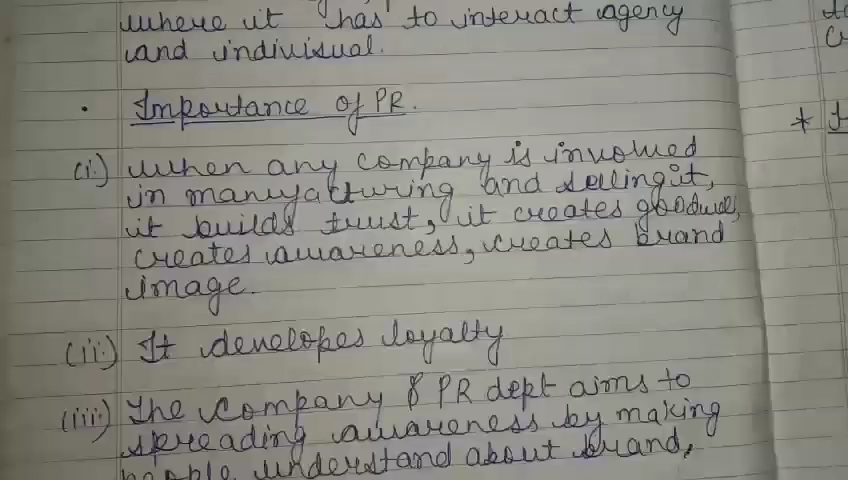 where it has to interact agency
and indivisual.
• Importance of PR.
(i.) When any company is involved
in manufacturing and selling it,
it builds trust, it creates goodwill,
creates awareness, creates brand
image.
(ii.) It developes loyalty
(iii) The company & PR dept aims to
spreading awareness by making
people understand about brand,
*